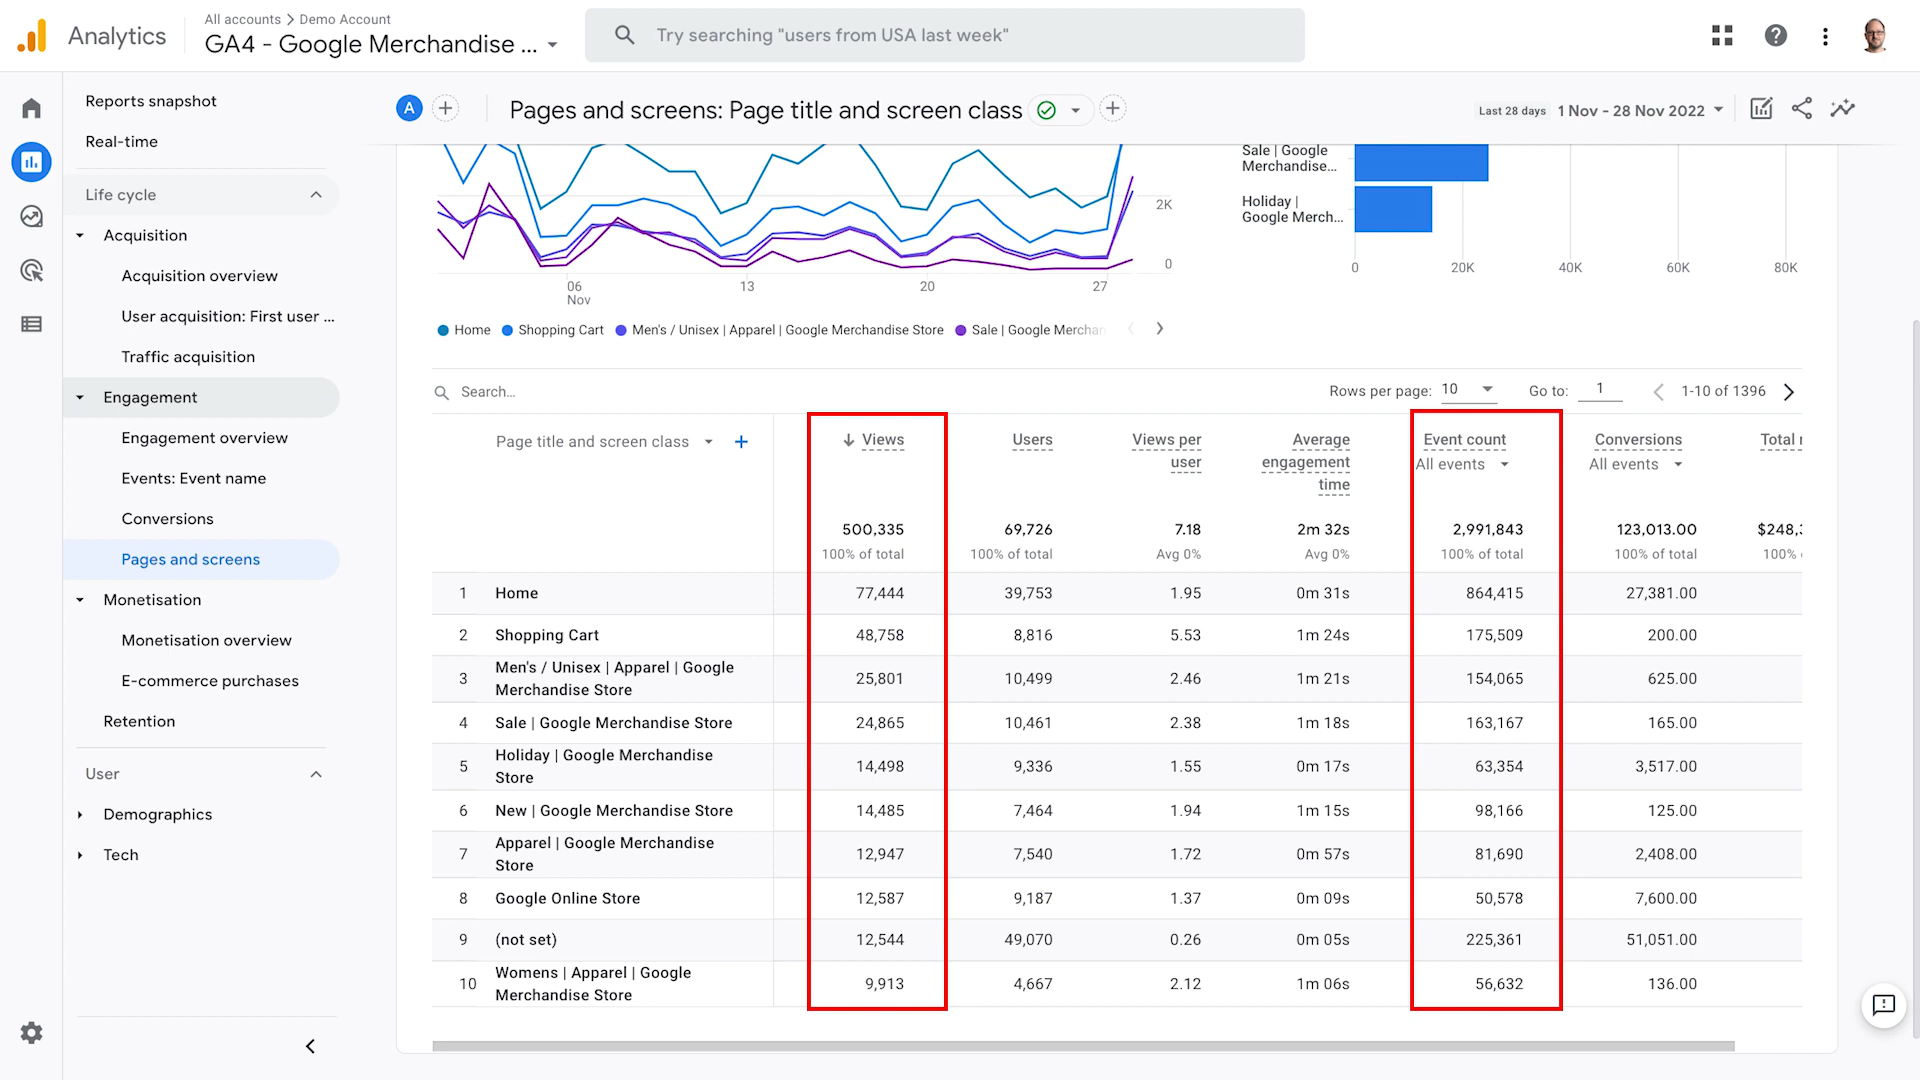 Analytics
All accounts > Demo Account
GA4 - Google Merchandise ...
Try searching "users from USA last week"
Reports snapshot
Real-time
Life cycle
Acquisition
Acquisition overview
User acquisition: First user ...
Traffic acquisition
Engagement
Engagement overview
Events: Event name
Conversions
Pages and screens
Monetisation
Monetisation overview
E-commerce purchases
Retention
User
Demographics
Tech
A
Pages and screens: Page title and screen class
Last 28 days 1 Nov - 28 Nov 2022
2K
0
06
Nov
13
20
27
Home Shopping Cart Men's / Unisex | Apparel | Google Merchandise Store Sale | Google Merchan
Sale | Google
Merchandise...
Holiday |
Google Merch...
0 20K 40K 60K 80K
Search...
Rows per page: 10 Go to: 1 1-10 of 1396
Page title and screen class
Views Users Views per user Average engagement time Event count All events Conversions All events Total
500,335 69,726 7.18 2m 32s 2,991,843 123,013.00 $248,
100% of total 100% of total Avg 0% Avg 0% 100% of total 100% of total 100%
1 Home 77,444 39,753 1.95 0m 31s 864,415 27,381.00
2 Shopping Cart 48,758 8,816 5.53 1m 24s 175,509 200.00
3 Men's / Unisex | Apparel | Google Merchandise Store 25,801 10,499 2.46 1m 21s 154,065 625.00
4 Sale | Google Merchandise Store 24,865 10,461 2.38 1m 18s 163,167 165.00
5 Holiday | Google Merchandise Store 14,498 9,336 1.55 0m 17s 63,354 3,517.00
6 New | Google Merchandise Store 14,485 7,464 1.94 1m 15s 98,166 125.00
7 Apparel | Google Merchandise Store 12,947 7,540 1.72 0m 57s 81,690 2,408.00
8 Google Online Store 12,587 9,187 1.37 0m 09s 50,578 7,600.00
9 (not set) 12,544 49,070 0.26 0m 05s 225,361 51,051.00
10 Womens | Apparel | Google Merchandise Store 9,913 4,667 2.12 1m 06s 56,632 136.00